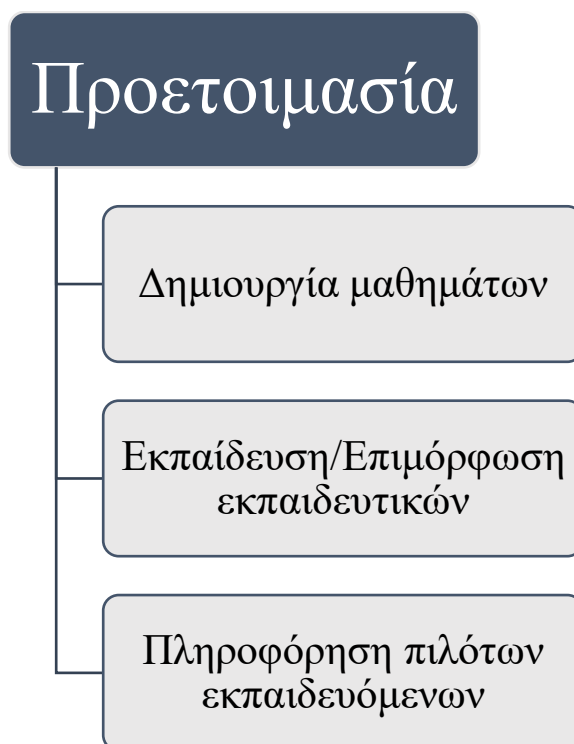 Προετοιμασία
Δημιουργία μαθημάτων
Εκπαίδευση/Επιμόρφωση
εκπαιδευτικών
Πληροφόρηση πιλότων
εκπαιδευόμενων